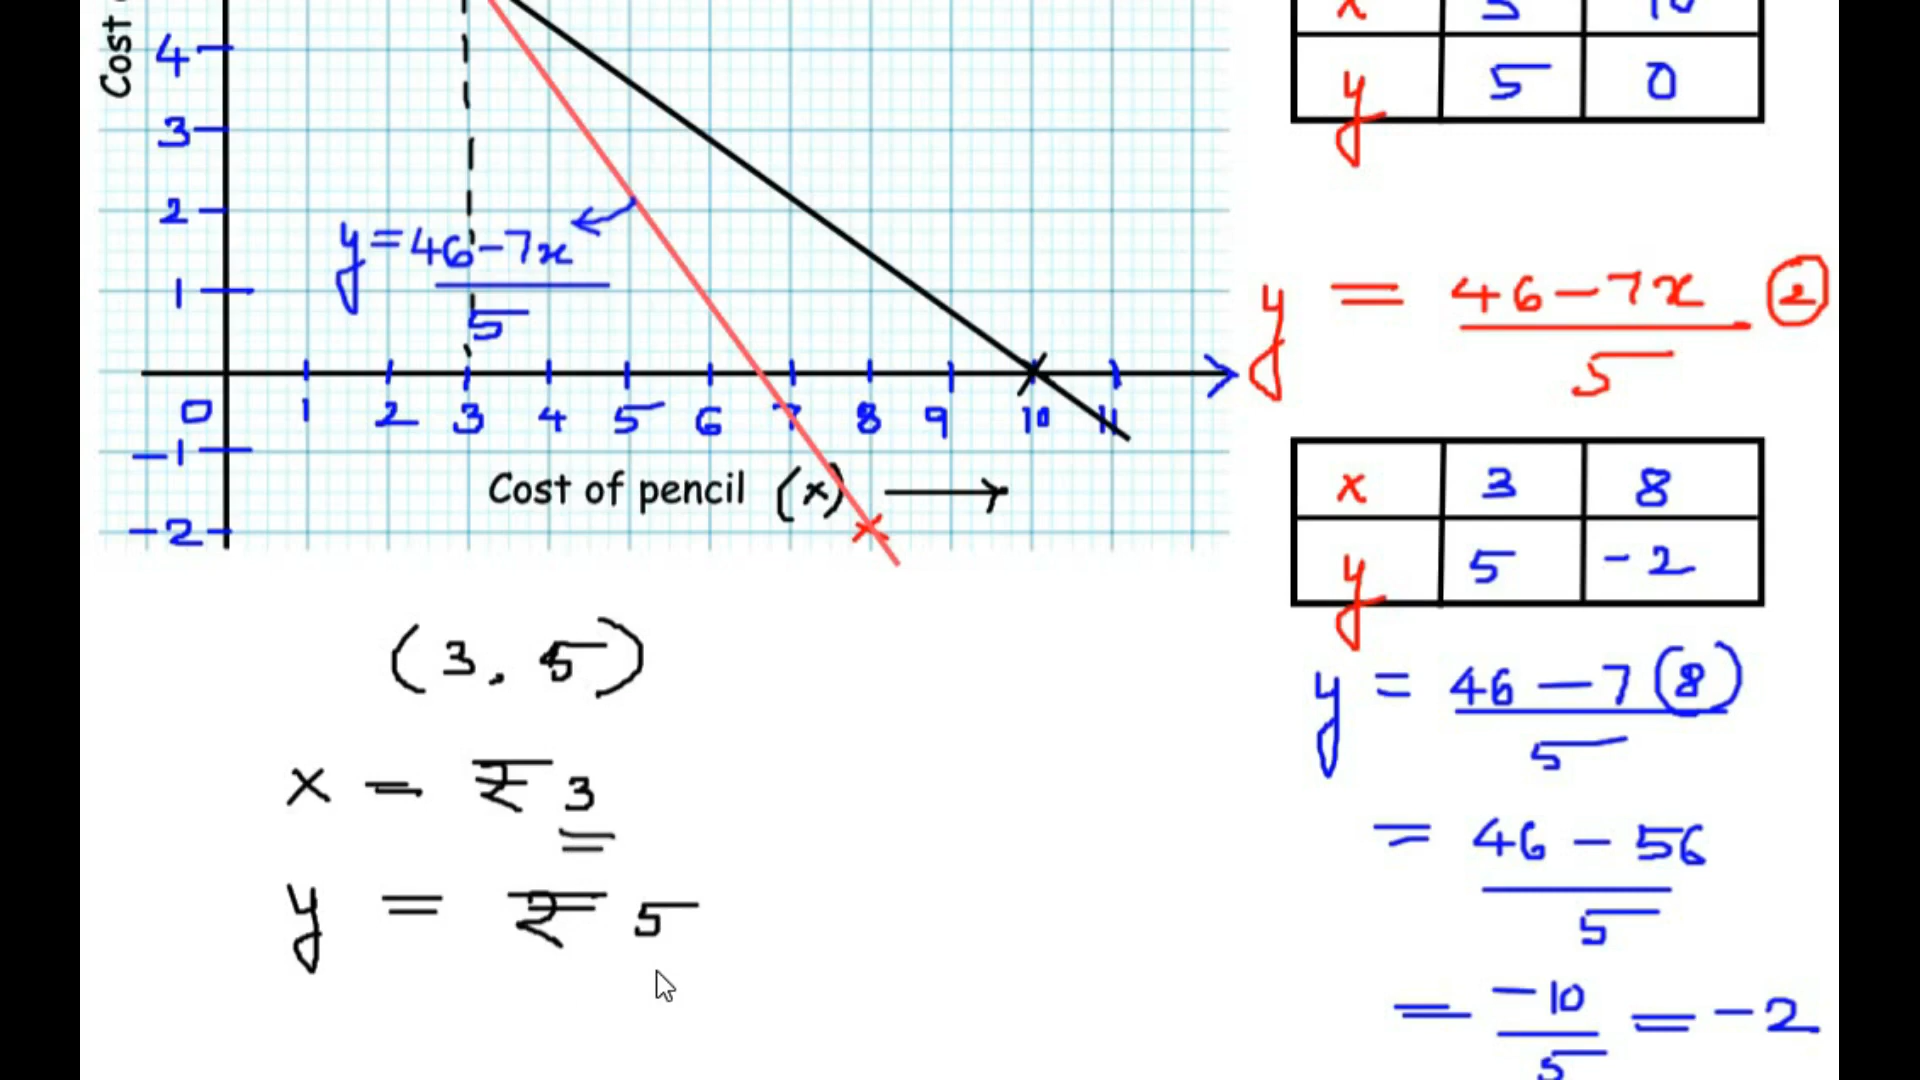 Cost
4
3
2
1
0 1 2 3 4 5 6 7 8 9 10 11
-1
-2
y = 46 - 7x
5
Cost of pencil (x)
(3, 5)
x = ₹ 3
y = ₹ 5
x 5 10
y 5 0
y = 46 - 7x 2
5
x 3 8
y 5 -2
y = 46 - 7(8)
5
= 46 - 56
5
= -10 = -2
5